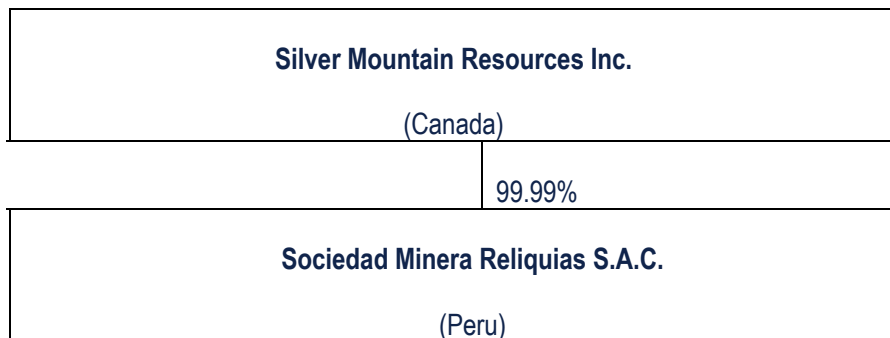 Silver Mountain Resources Inc.
(Canada)
99.99%
Sociedad Minera Reliquias S.A.C.
(Peru)